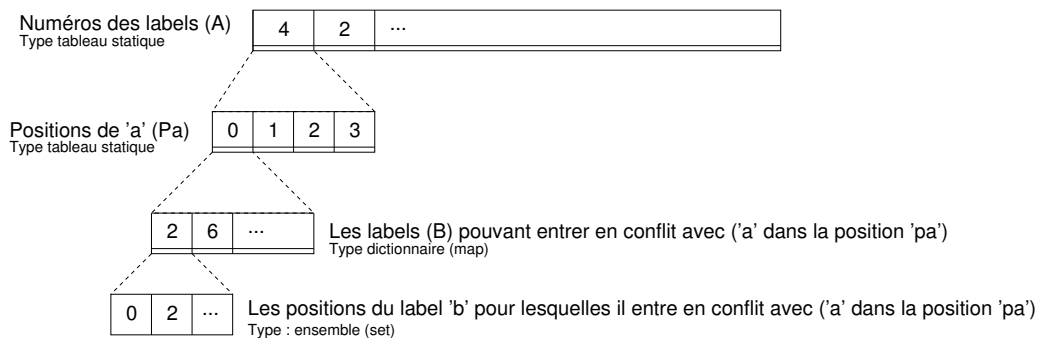 Numéros des labels (A)
Type tableau statique
4 2 ...
Positions de 'a' (Pa)
Type tableau statique
0 1 2 3
2 6 ...
Les labels (B) pouvant entrer en conflit avec ('a' dans la position 'pa')
Type dictionnaire (map)
0 2 ...
Les positions du label 'b' pour lesquelles il entre en conflit avec ('a' dans la position 'pa')
Type : ensemble (set)